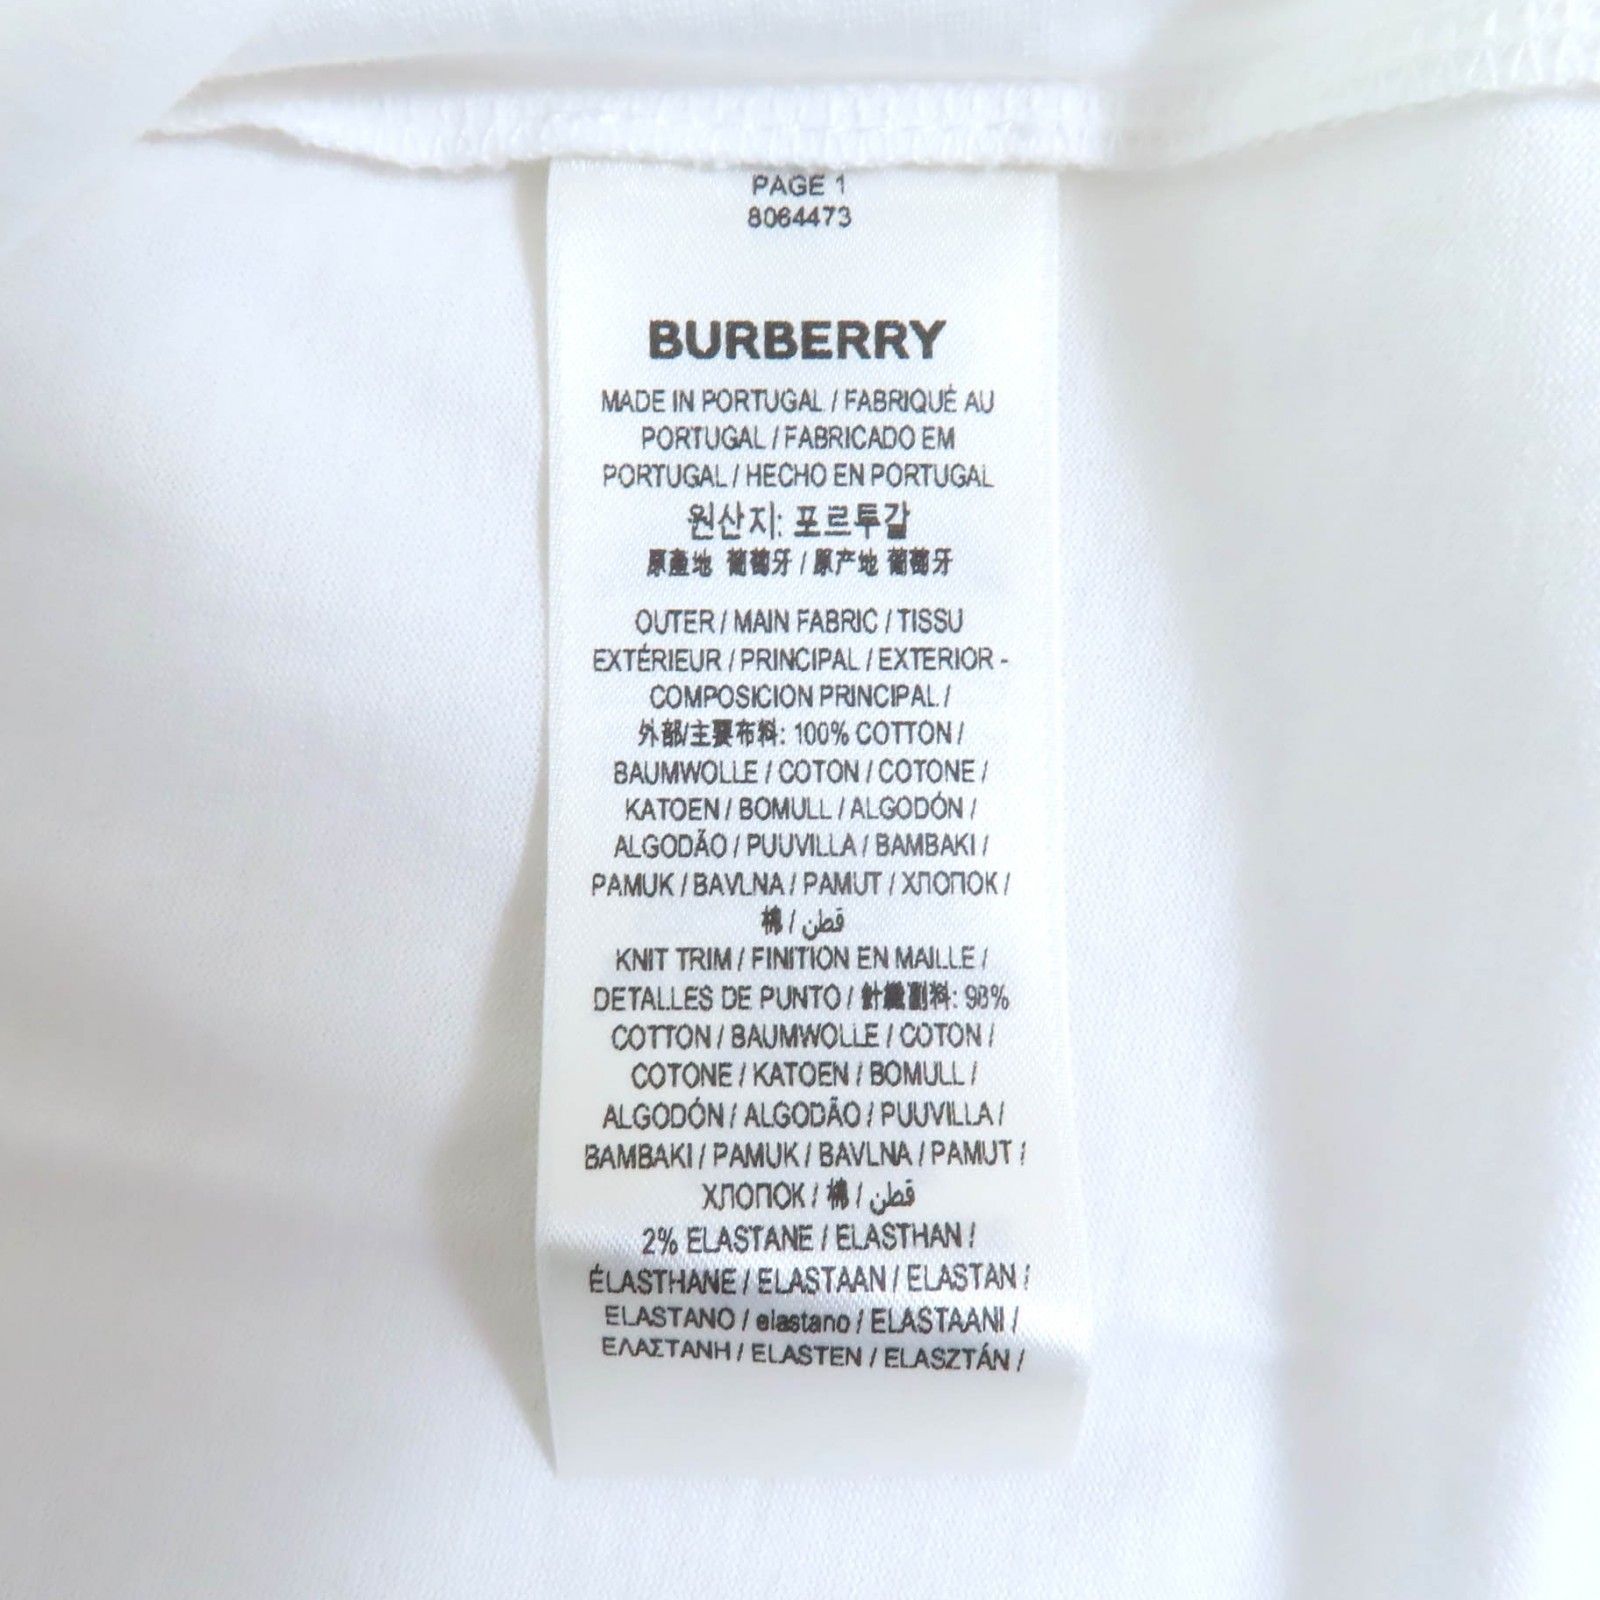 PAGE 1
8064473
BURBERRY
MADE IN PORTUGAL / FABRIQUÉ AU
PORTUGAL / FABRICADO EM
PORTUGAL / HECHO EN PORTUGAL
원산지: 포르투갈
原產地 葡萄牙 / 原产地 葡萄牙
OUTER / MAIN FABRIC / TISSU
EXTÉRIEUR / PRINCIPAL / EXTERIOR -
COMPOSICION PRINCIPAL /
外部/主要布料: 100% COTTON /
BAUMWOLLE / COTON / COTONE /
KATOEN / BOMULL / ALGODÓN /
ALGODÃO / PUUVILLA / BAMBAKI /
PAMUK / BAVLNA / PAMUT / ХЛОПОК /
棉 / قطن
KNIT TRIM / FINITION EN MAILLE /
DETALLES DE PUNTO / 針織副料: 98%
COTTON / BAUMWOLLE / COTON /
COTONE / KATOEN / BOMULL /
ALGODÓN / ALGODÃO / PUUVILLA /
BAMBAKI / PAMUK / BAVLNA / PAMUT /
ХЛОПОК / 棉 / قطن
2% ELASTANE / ELASTHAN /
ÉLASTHANE / ELASTAAN / ELASTAN /
ELASTANO / elastano / ELASTAANI /
ΕΛΑΣΤΑΝΗ / ELASTEN / ELASZTÁN /